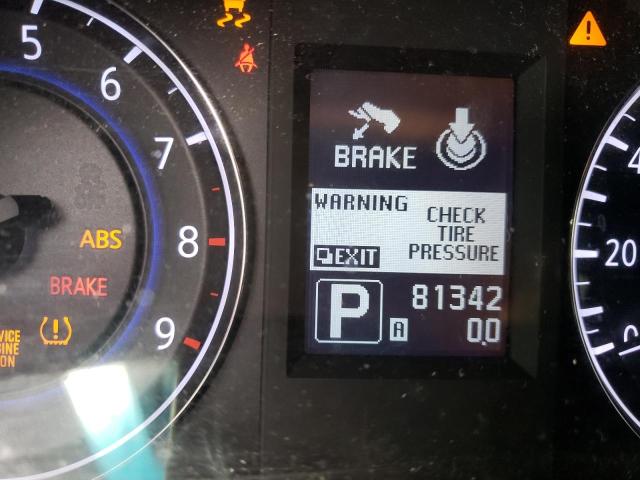 5
6
7
8
9
ABS
BRAKE
BRAKE
WARNING
CHECK
TIRE
PRESSURE
EXIT
P
81342
A 0.0
20